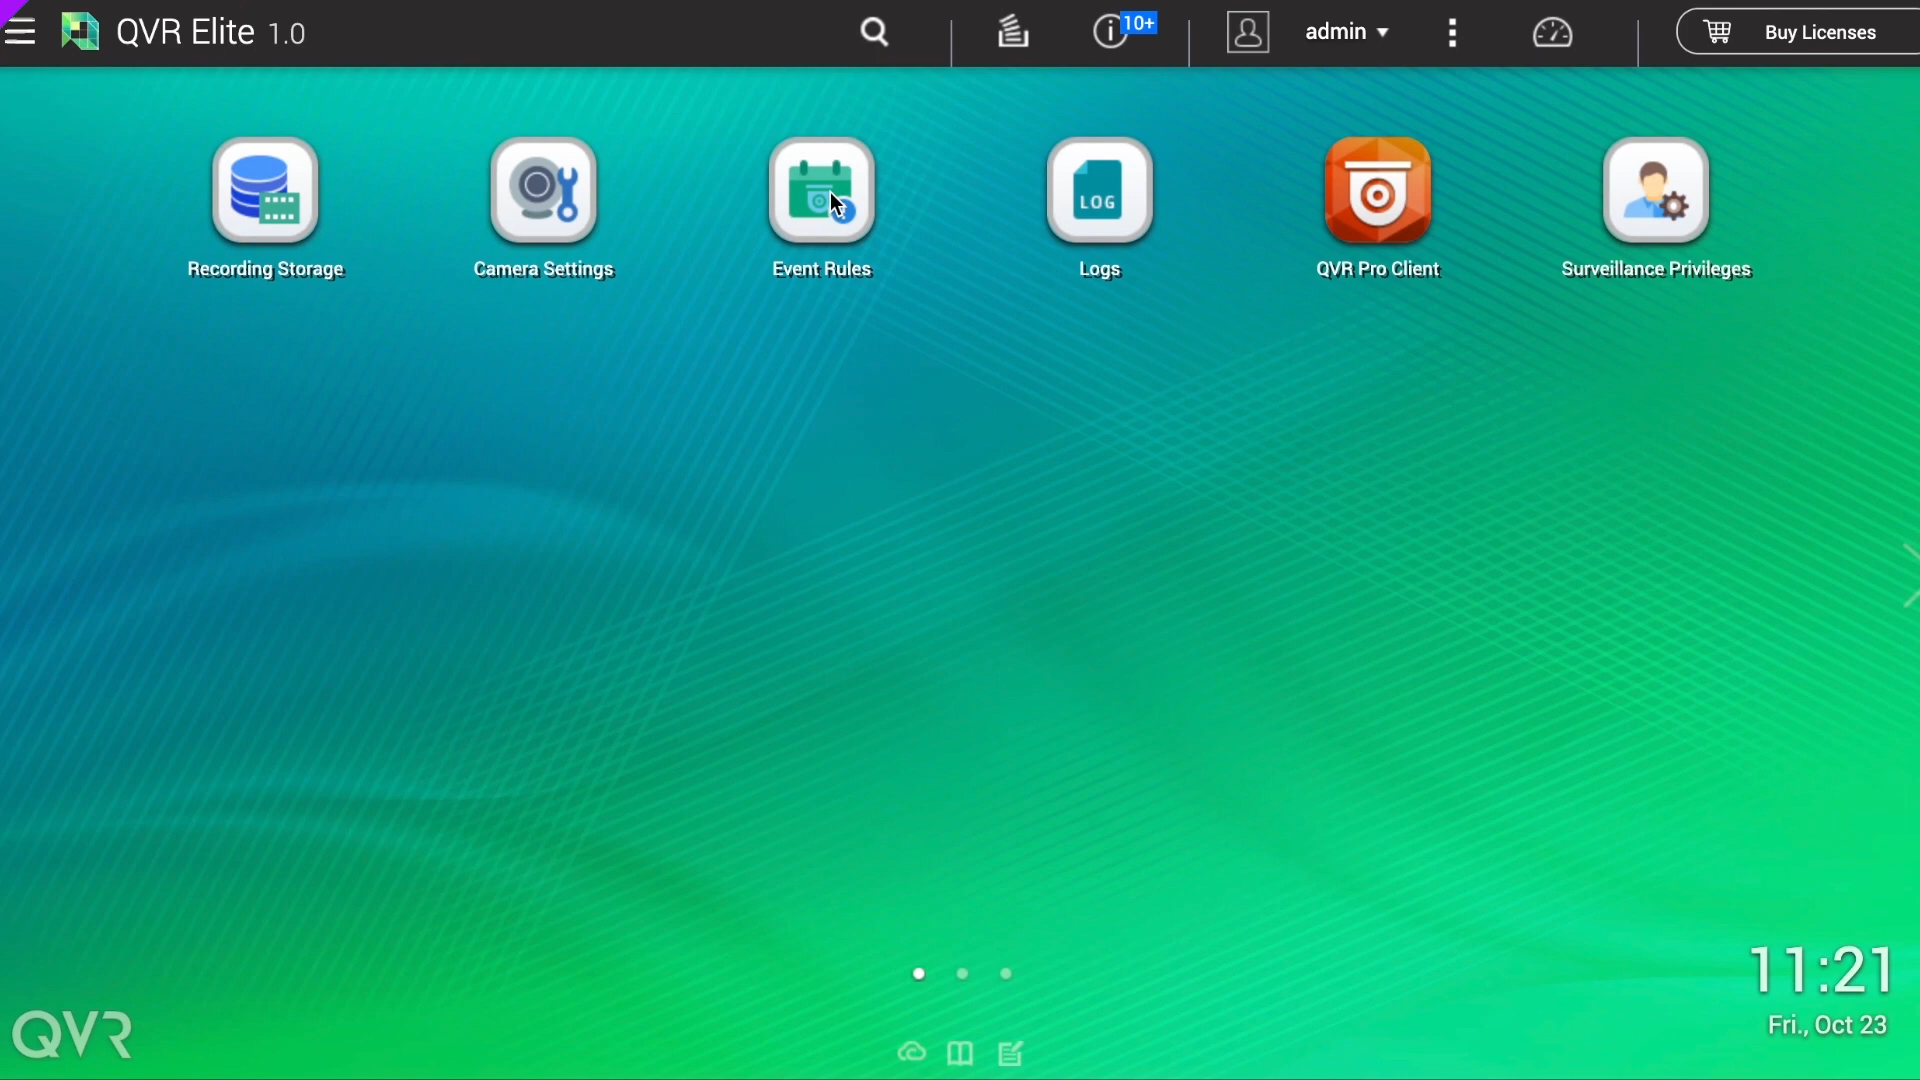 QVR Elite 1.0
10+
admin
Buy Licenses
LOG
Recording Storage
Camera Settings
Event Rules
Logs
QVR Pro Client
Surveillance Privileges
11:21
Fri., Oct 23
QVR